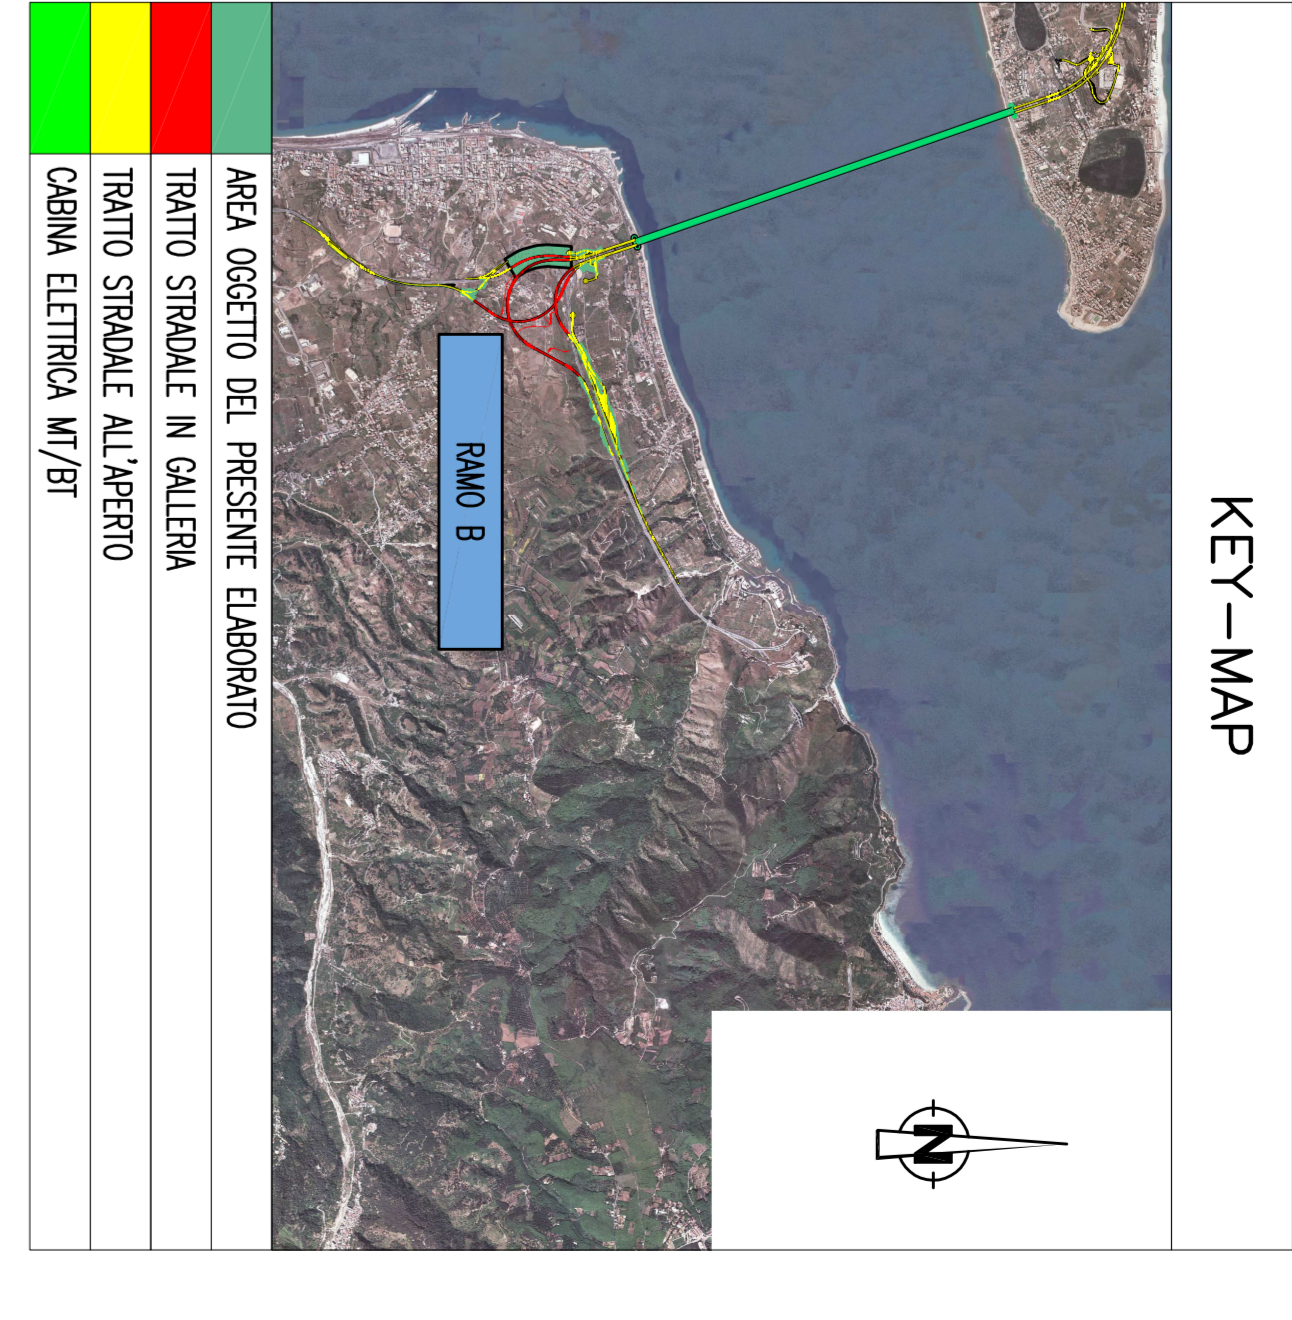 KEY-MAP
N
RAMO B
AREA OGGETTO DEL PRESENTE ELABORATO
TRATTO STRADALE IN GALLERIA
TRATTO STRADALE ALL'APERTO
CABINA ELETTRICA MT/BT